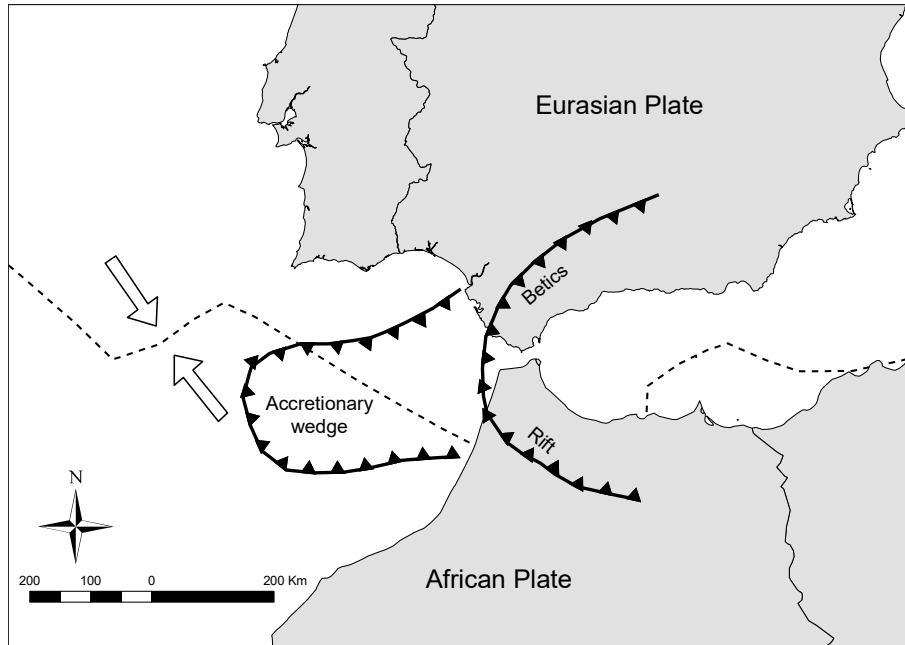 Eurasian Plate
Betics
Accretionary
wedge
Rift
N
200 100 0 200 Km
African Plate